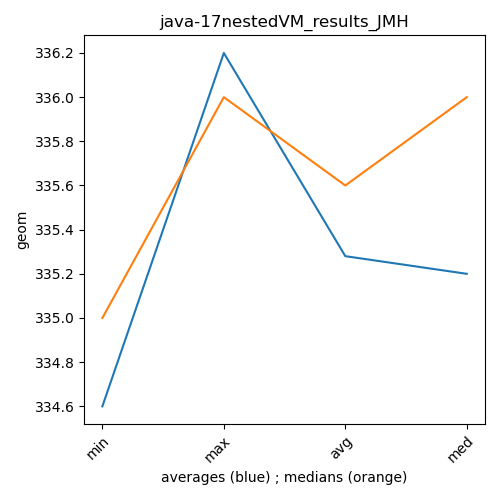 java-17nestedVM_results_JMH
geom
336.2
336.0
335.8
335.6
335.4
335.2
335.0
334.8
334.6
min
max
avg
med
averages (blue) ; medians (orange)